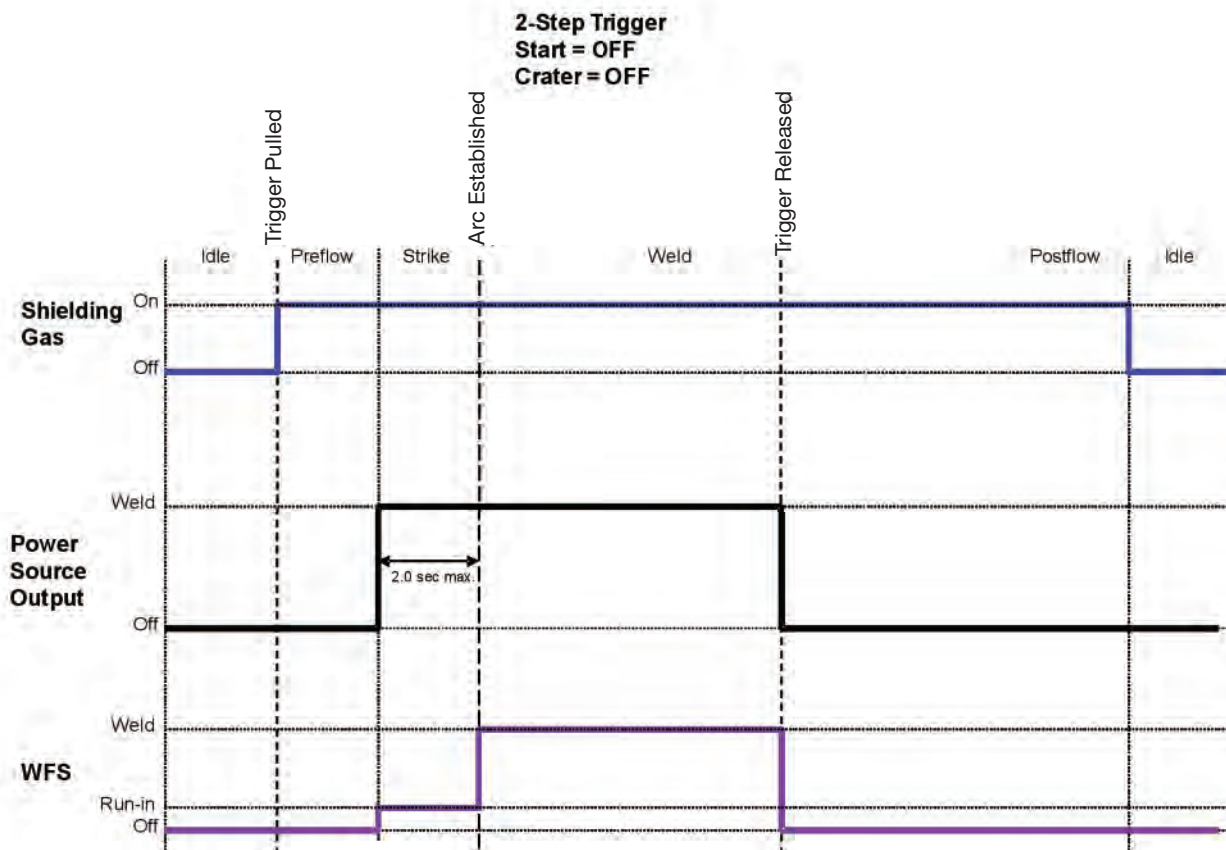 2-Step Trigger
Start = OFF
Crater = OFF
Trigger Pulled
Arc Established
Trigger Released
Idle Preflow Strike Weld Postflow Idle
Shielding
Gas
On
Off
Power
Source
Output
Weld
2.0 sec max.
Off
WFS
Weld
Run-in
Off